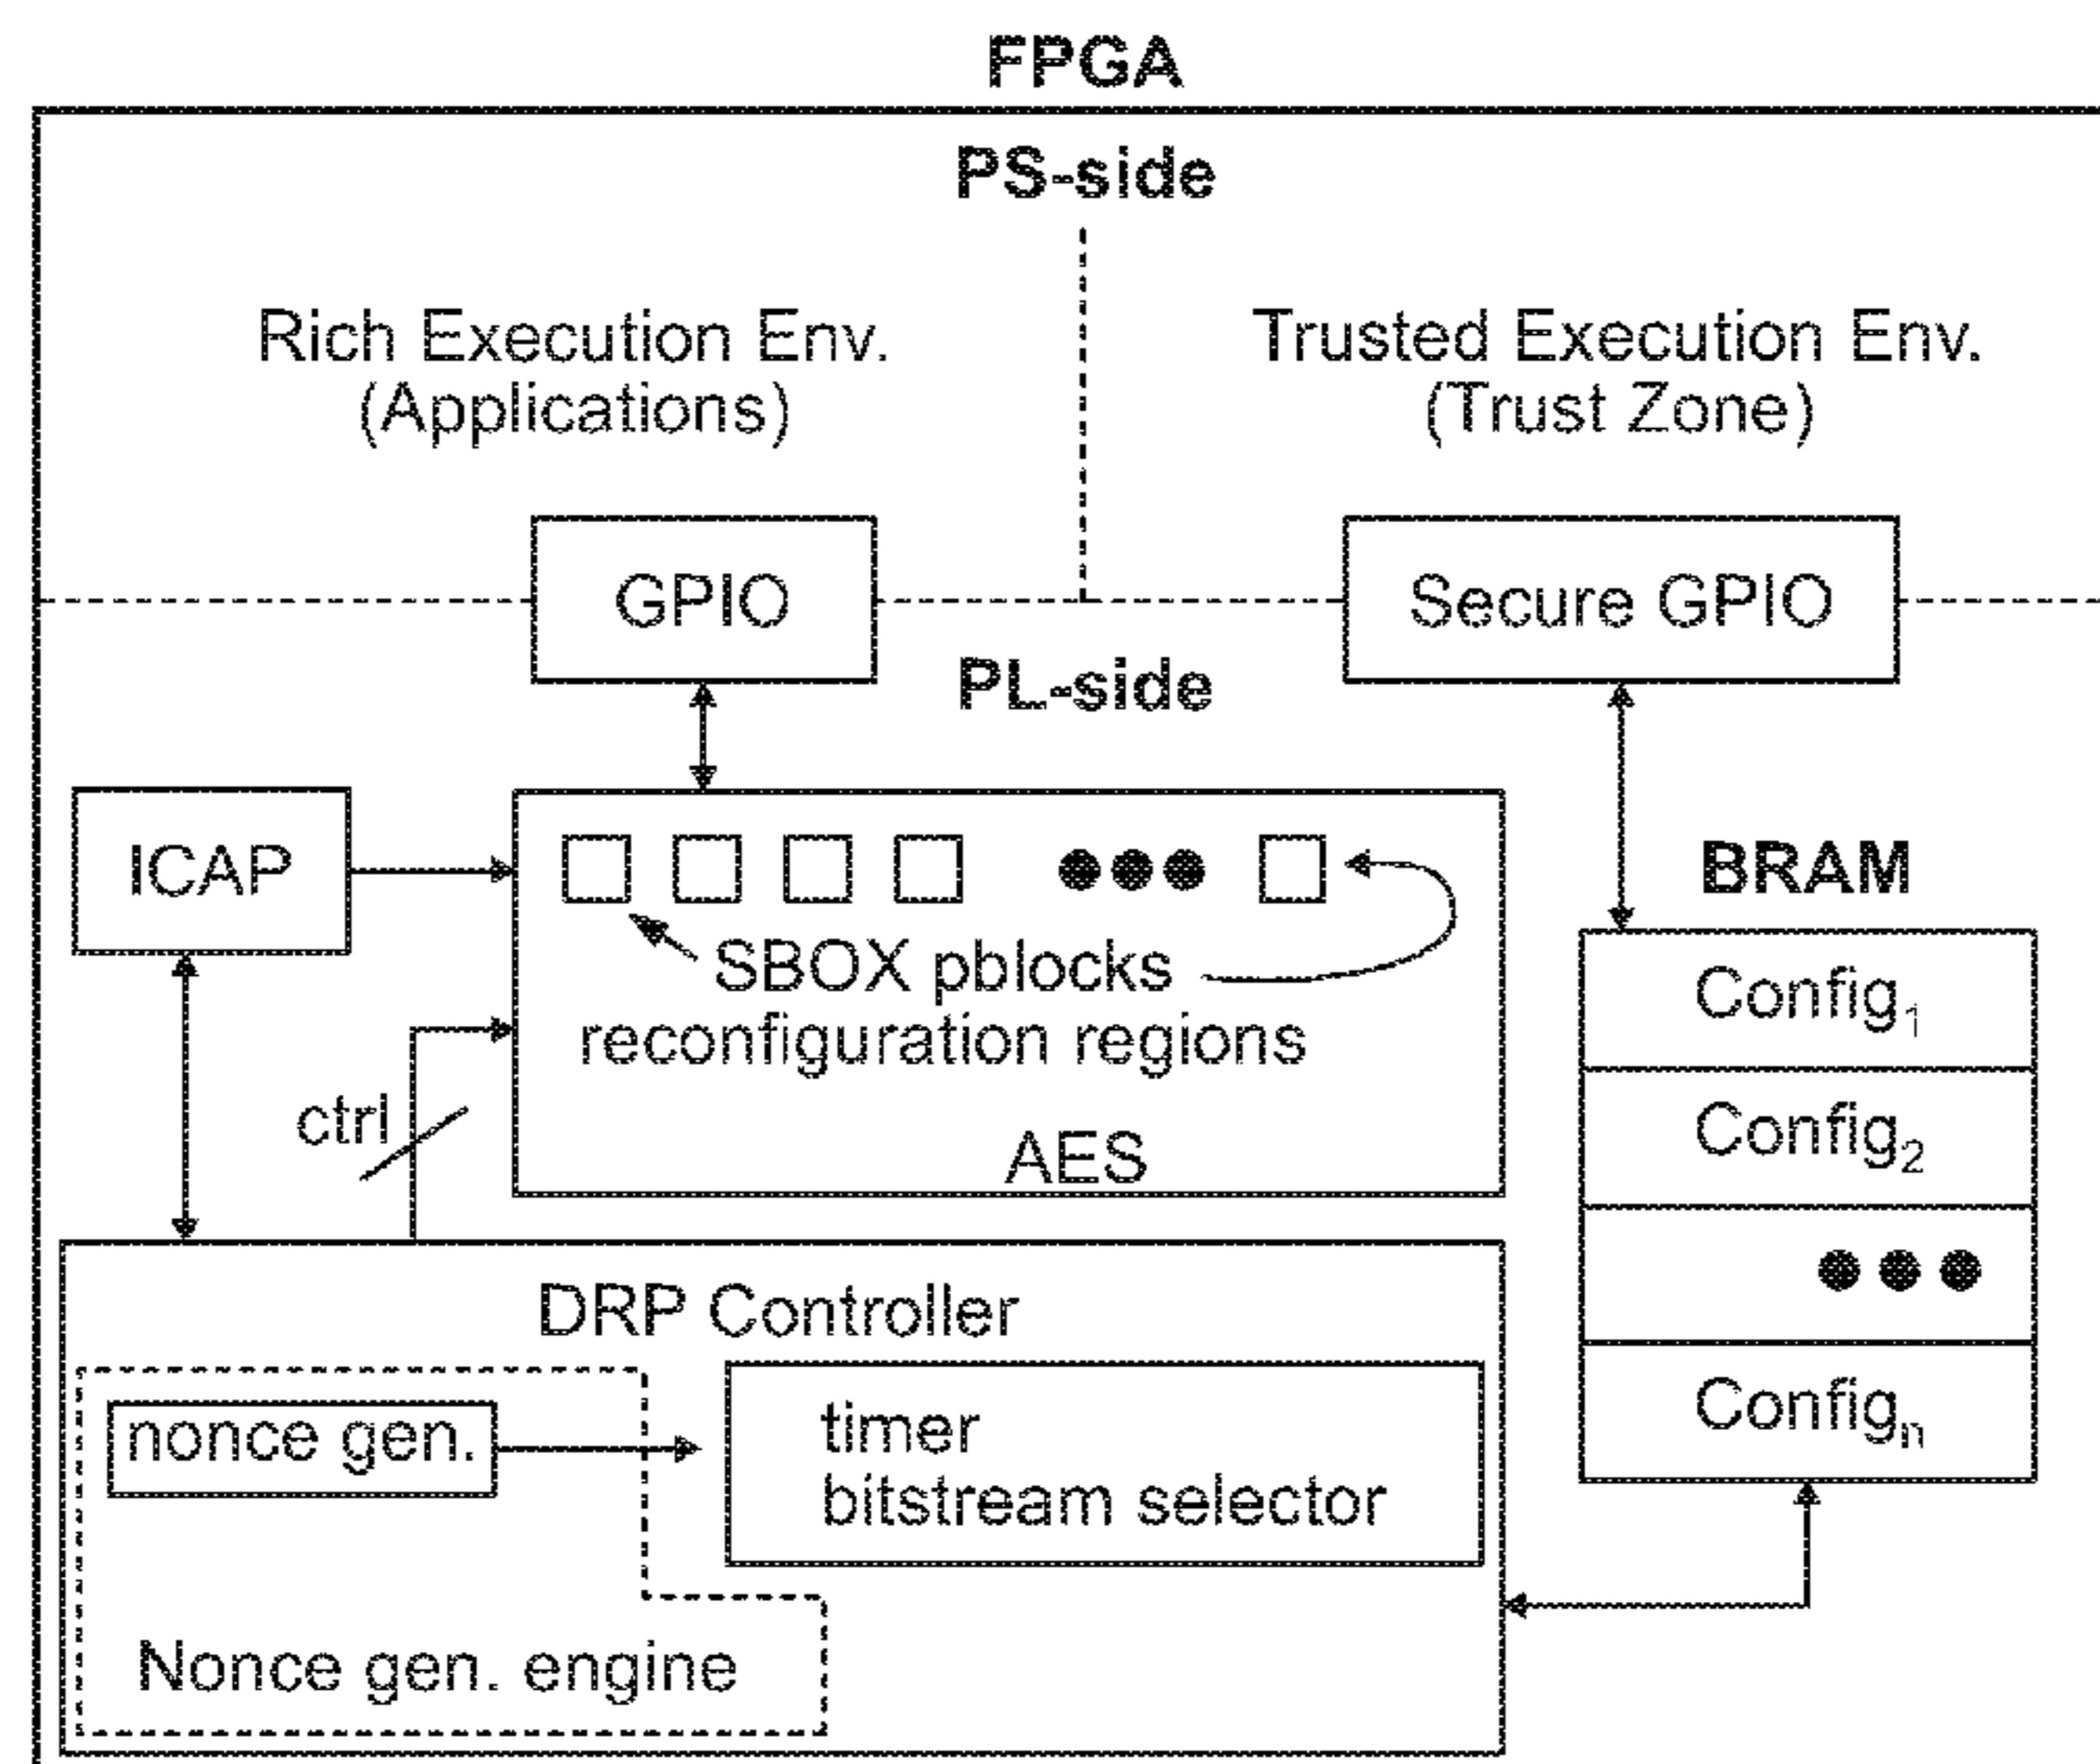 FPGA
PS-side
Rich Execution Env.
(Applications)
Trusted Execution Env.
(Trust Zone)
GPIO
Secure GPIO
PL-side
ICAP
SBOX pblocks
reconfiguration regions
AES
ctrl
BRAM
Config₁
Config₂
Configₙ
DRP Controller
nonce gen.
timer
bitstream selector
Nonce gen. engine